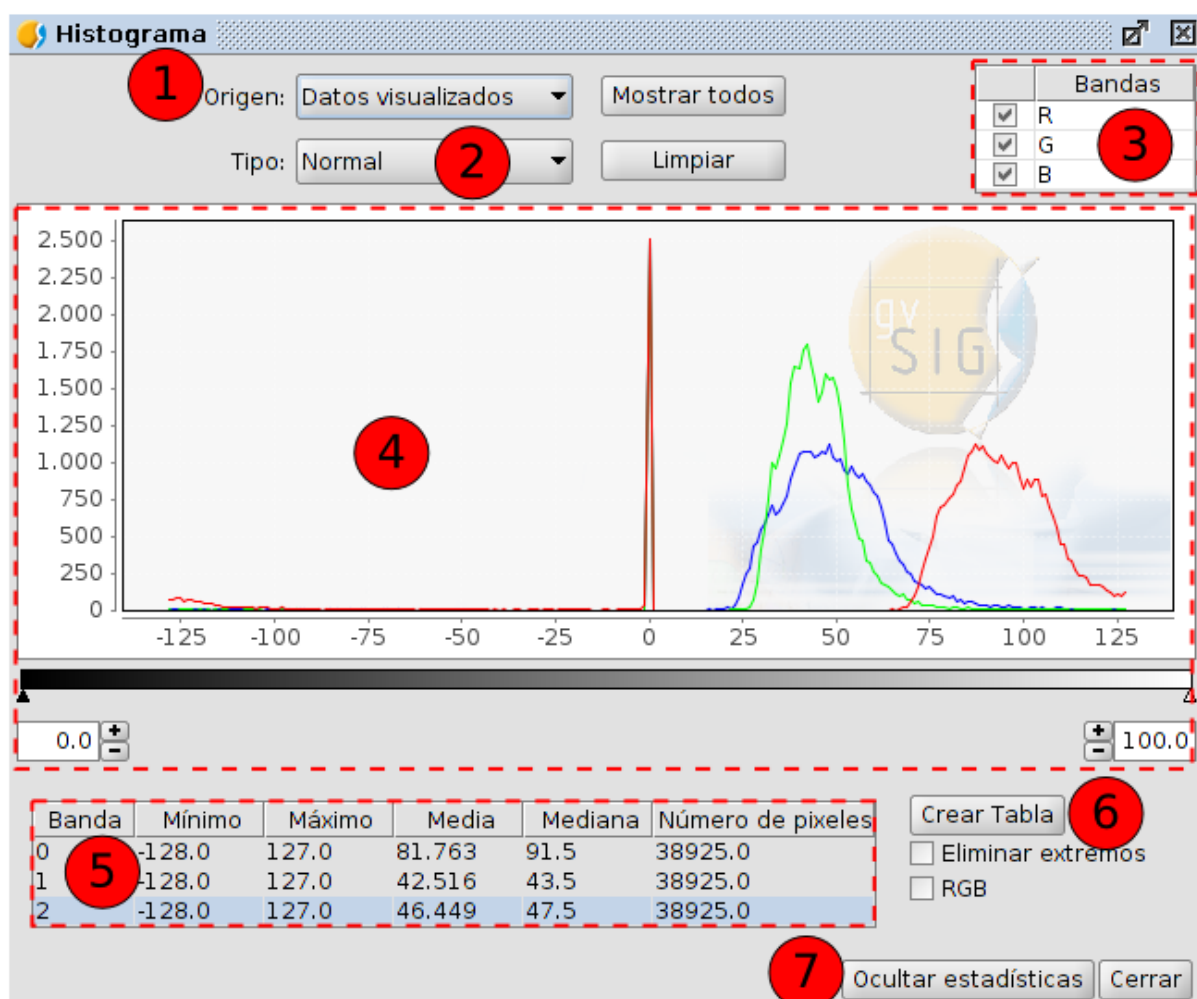 Histograma
1 Origen: Datos visualizados Mostrar todos
Tipo: Normal 2 Limpiar
Bandas
R
G
B
3
2.500
2.250
2.000
1.750
1.500
1.250
1.000
750
500
250
0
gv
SIG
4
-125 -100 -75 -50 -25 0 25 50 75 100 125
0.0 + - + - 100.0
Banda Mínimo Máximo Media Mediana Número de pixeles
0 -128.0 127.0 81.763 91.5 38925.0
1 -128.0 127.0 42.516 43.5 38925.0
2 -128.0 127.0 46.449 47.5 38925.0
5
Crear Tabla 6
Eliminar extremos
RGB
7 Ocultar estadísticas Cerrar